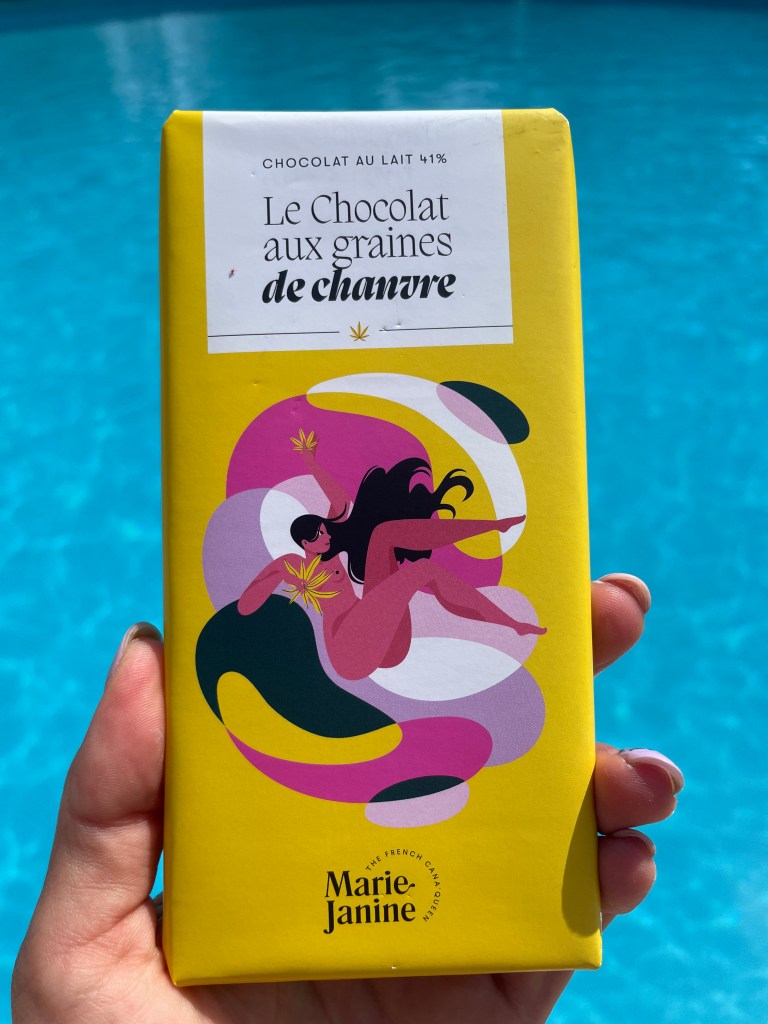 CHOCOLAT AU LAIT 41%
Le Chocolat
aux graines
de chanvre
THE FRENCH CANA'QUEEN
Marie-
Janine